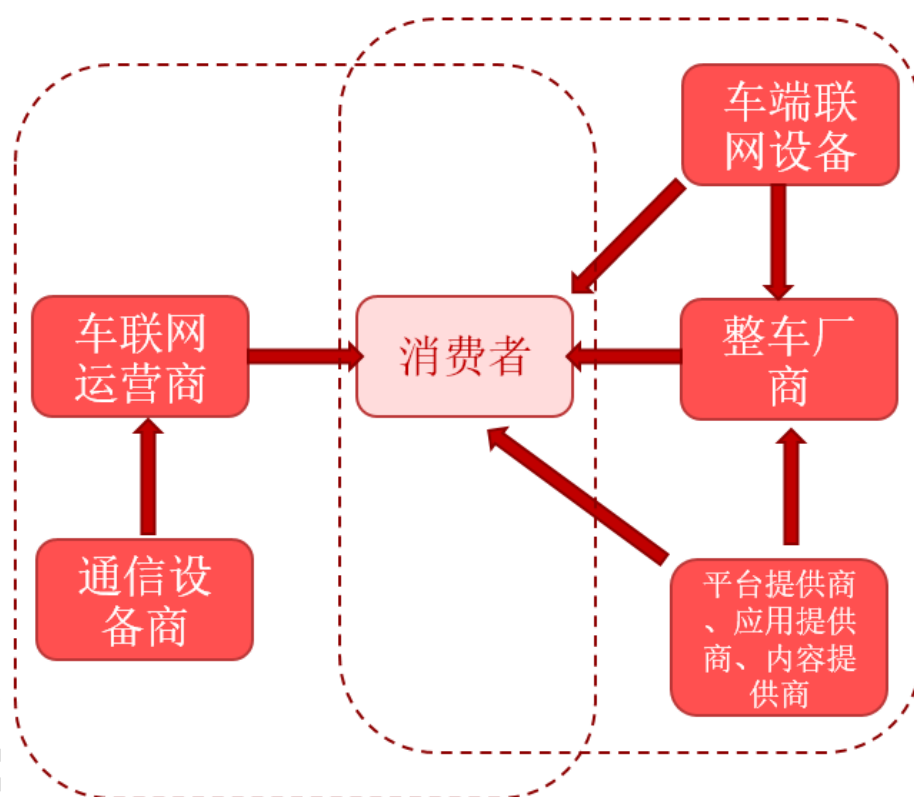 车端联
网设备
车联网
运营商
消费者
整车厂
商
通信设
备商
平台提供商
、应用提供
商、内容提
供商